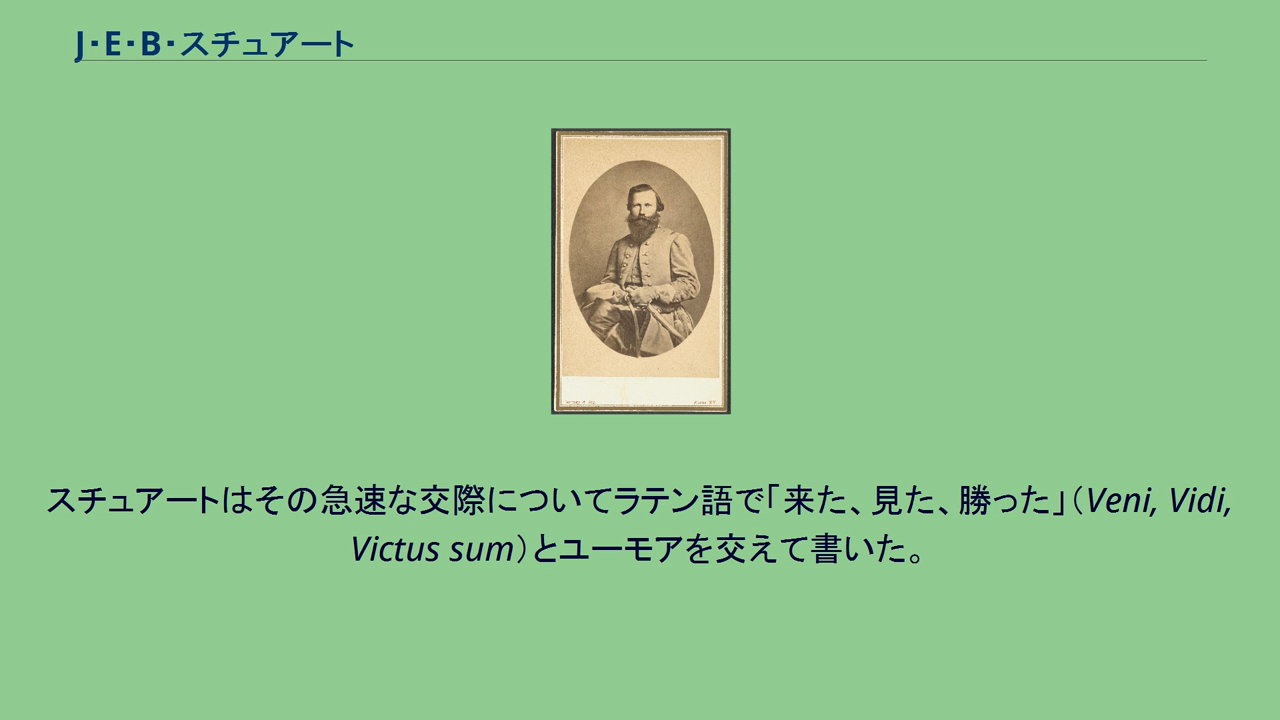 J・E・B・スチュアート
スチュアートはその急速な交際についてラテン語で「来た、見た、勝った」（Veni, Vidi,
Victus sum）とユーモアを交えて書いた。